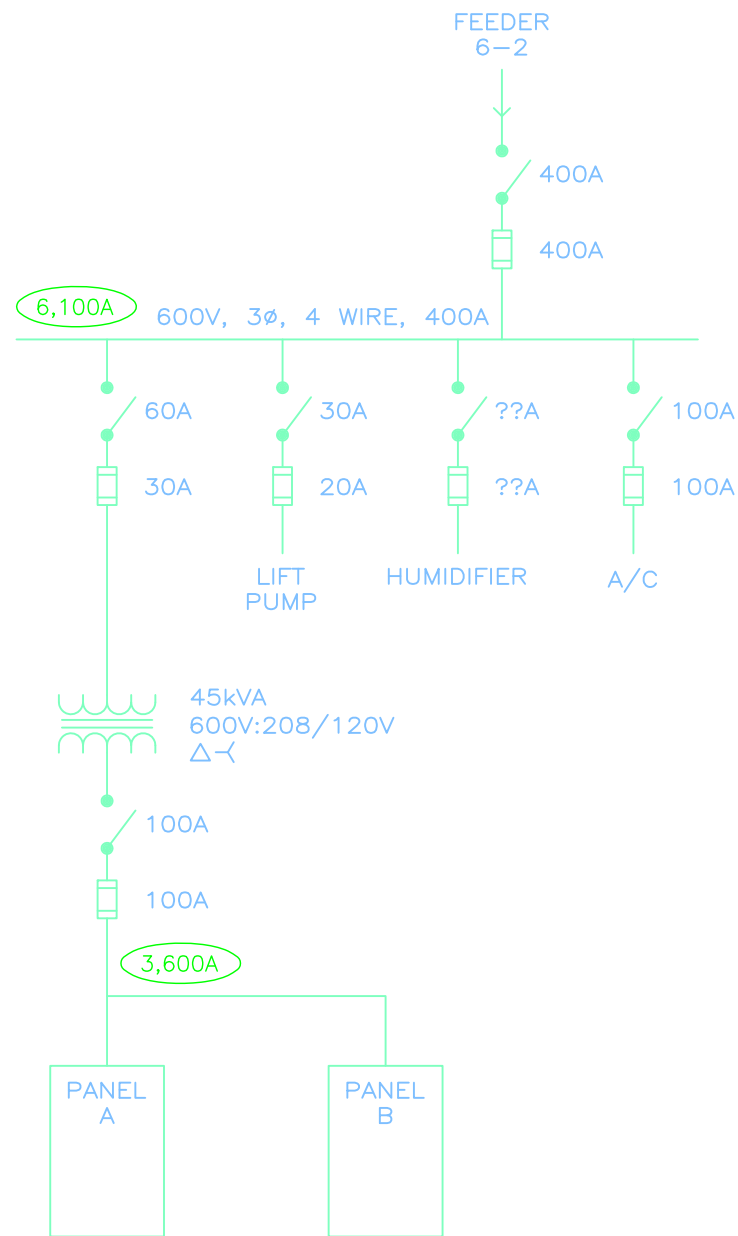 FEEDER
6-2
400A
400A
6,100A
600V, 3ø, 4 WIRE, 400A
60A
30A
??A
100A
30A
20A
??A
100A
LIFT
PUMP
HUMIDIFIER
A/C
45kVA
600V:208/120V
100A
100A
3,600A
PANEL
A
PANEL
B